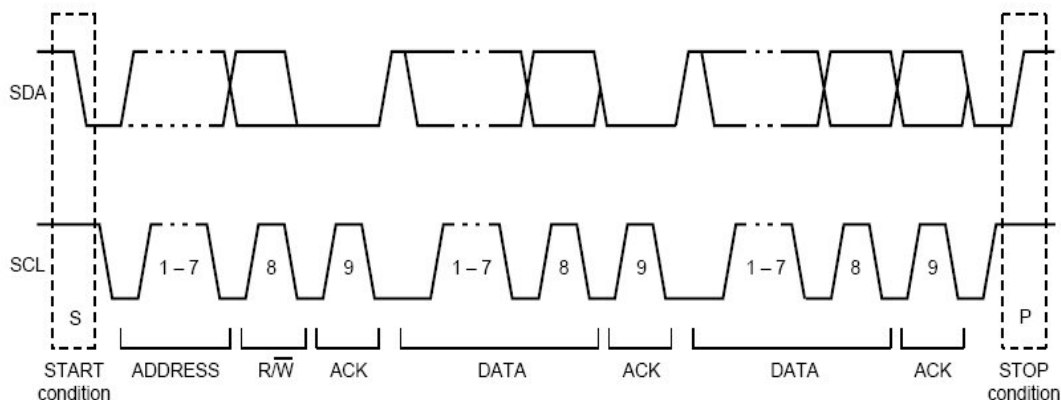 SDA
SCL
1 – 7 8 9 1 – 7 8 9 1 – 7 8 9
S P
START condition
ADDRESS R/W̅ ACK DATA ACK DATA ACK
STOP condition